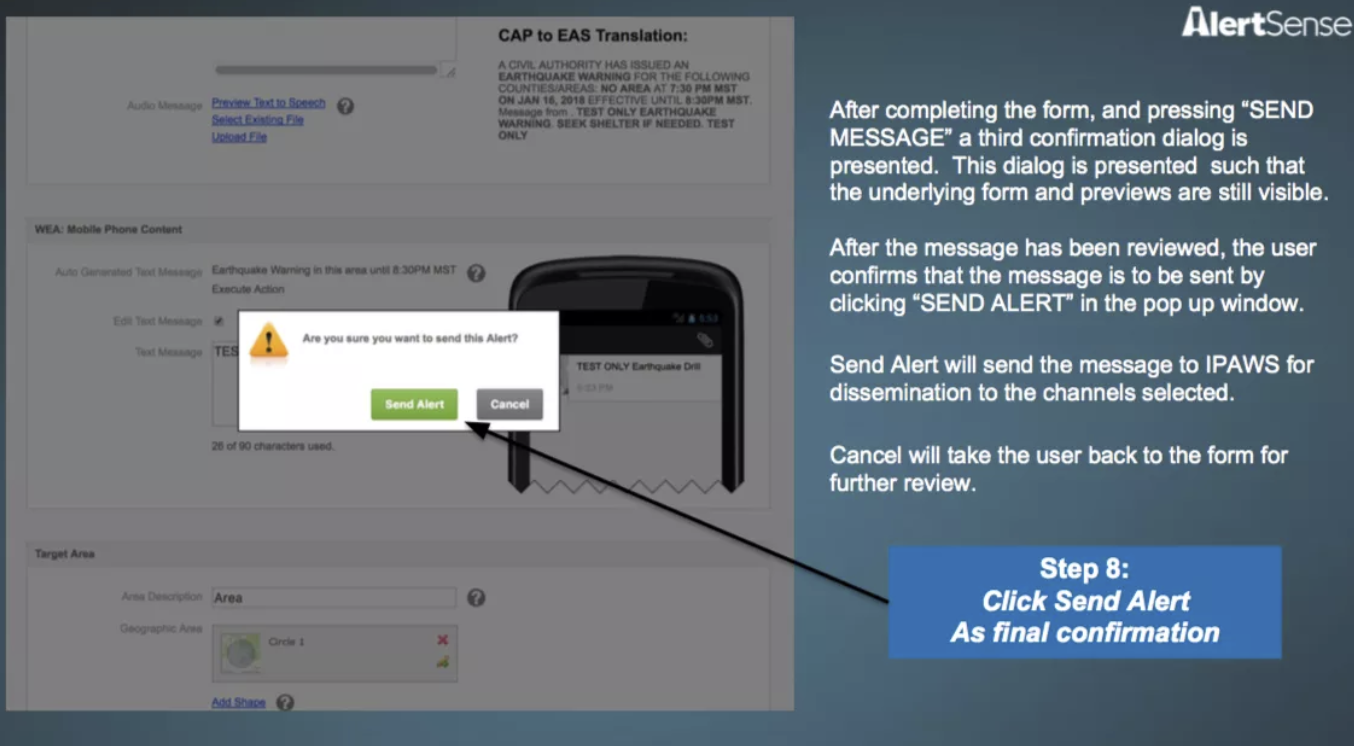 AlertSense
CAP to EAS Translation:
A CIVIL AUTHORITY HAS ISSUED AN
EARTHQUAKE WARNING FOR THE FOLLOWING
COUNTIES/AREAS: NO AREA AT 7:30 PM MST
ON JAN 16, 2018 EFFECTIVE UNTIL 8:30PM MST.
Message from . TEST ONLY EARTHQUAKE
WARNING. SEEK SHELTER IF NEEDED. TEST
ONLY
Audio Message
Preview Text to Speech
Select Existing File
Upload File
WEA: Mobile Phone Content
Auto Generated Text Message
Earthquake Warning in this area until 8:30PM MST
Execute Action
Edit Text Message
Text Message
TES
26 of 90 characters used.
Are you sure you want to send this Alert?
Send Alert
Cancel
TEST ONLY Earthquake Drill
Target Area
Area Description
Area
Geographic Area
Circle 1
Add Shape
After completing the form, and pressing “SEND
MESSAGE” a third confirmation dialog is
presented. This dialog is presented such that
the underlying form and previews are still visible.
After the message has been reviewed, the user
confirms that the message is to be sent by
clicking “SEND ALERT” in the pop up window.
Send Alert will send the message to IPAWS for
dissemination to the channels selected.
Cancel will take the user back to the form for
further review.
Step 8:
Click Send Alert
As final confirmation